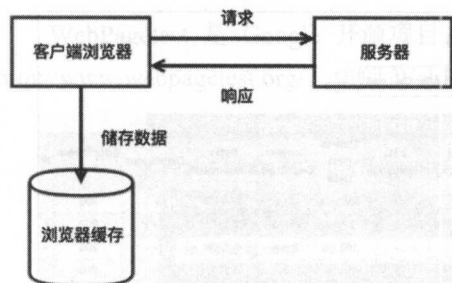 请求
客户端浏览器
服务器
响应
储存数据
浏览器缓存